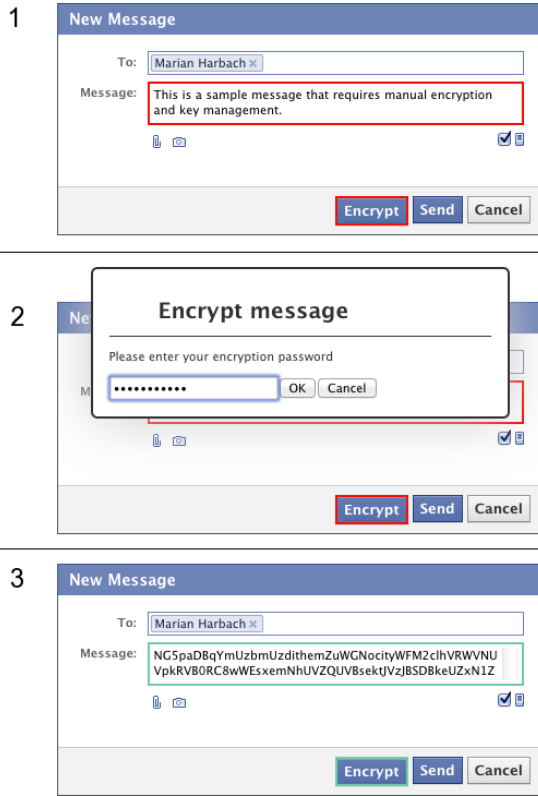 1
New Message
To: Marian Harbach ×
Message: This is a sample message that requires manual encryption
and key management.
Encrypt Send Cancel
2
Ne
Encrypt message
Please enter your encryption password
M
••••••••••• OK Cancel
Encrypt Send Cancel
3
New Message
To: Marian Harbach ×
Message: NG5paDBqYmUzbmUzdithemZuWGNocityWFM2clhVRWVNU
VpkRVB0RC8wWEsxemNhUVZQUVBsektJVzJBSDBkeUZxN1Z
Encrypt Send Cancel